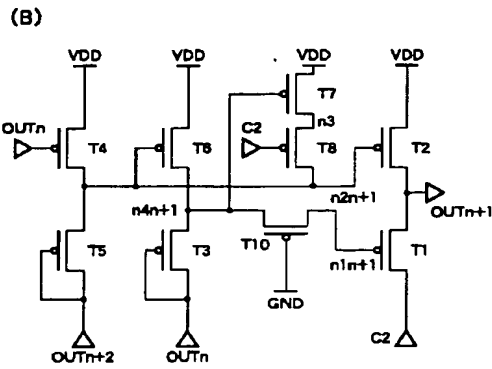 (B)
VDD VDD VDD VDD
T7
OUTn n3
T4 T6 C2 T8 T2
n4n+1 n2n+1
OUTn+1
T5 T3 T10 n1n+1 T1
GND
OUTn+2 OUTn C2